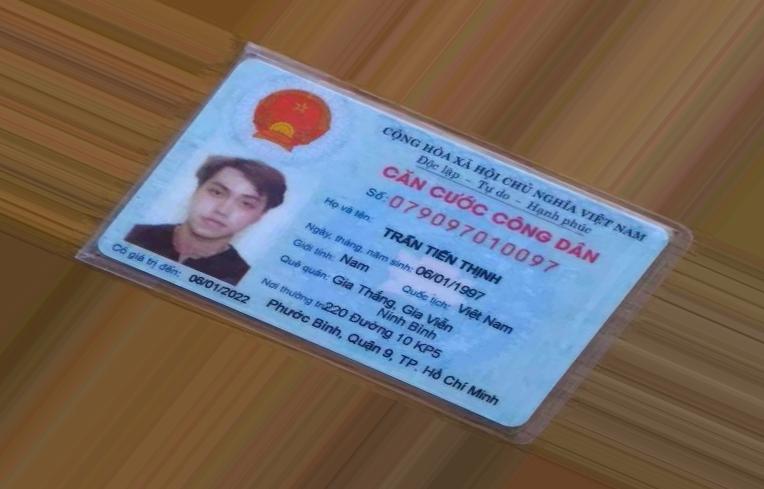 CỘNG HÒA XÃ HỘI CHỦ NGHĨA VIỆT NAM
Độc lập - Tự do - Hạnh phúc
CĂN CƯỚC CÔNG DÂN
Số: 079097010097
Họ và tên:
TRẦN TIẾN THỊNH
Ngày, tháng, năm sinh: 06/01/1997
Giới tính: Nam Quốc tịch: Việt Nam
Quê quán: Gia Thắng, Gia Viễn
Ninh Bình
Nơi thường trú: 220 Đường 10 KP5
Phước Bình, Quận 9, TP. Hồ Chí Minh
Có giá trị đến: 06/01/2022